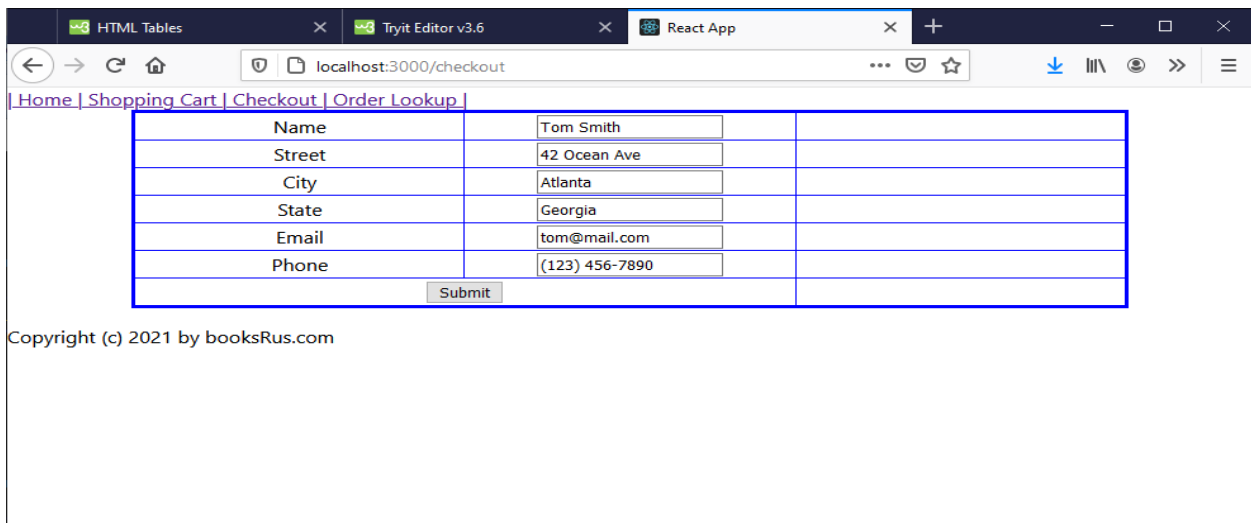 HTML Tables Tryit Editor v3.6 React App
localhost:3000/checkout
| Home | Shopping Cart | Checkout | Order Lookup |
Name Tom Smith
Street 42 Ocean Ave
City Atlanta
State Georgia
Email tom@mail.com
Phone (123) 456-7890
Submit
Copyright (c) 2021 by booksRus.com